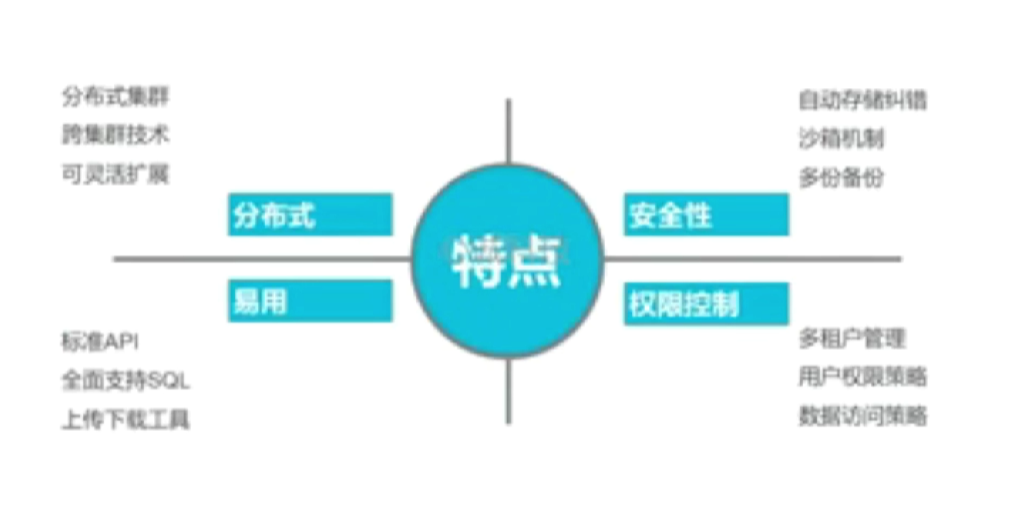 分布式集群
跨集群技术
可灵活扩展
分布式
自动存储纠错
沙箱机制
多份备份
安全性
特点
易用
标准API
全面支持SQL
上传下载工具
权限控制
多租户管理
用户权限策略
数据访问策略